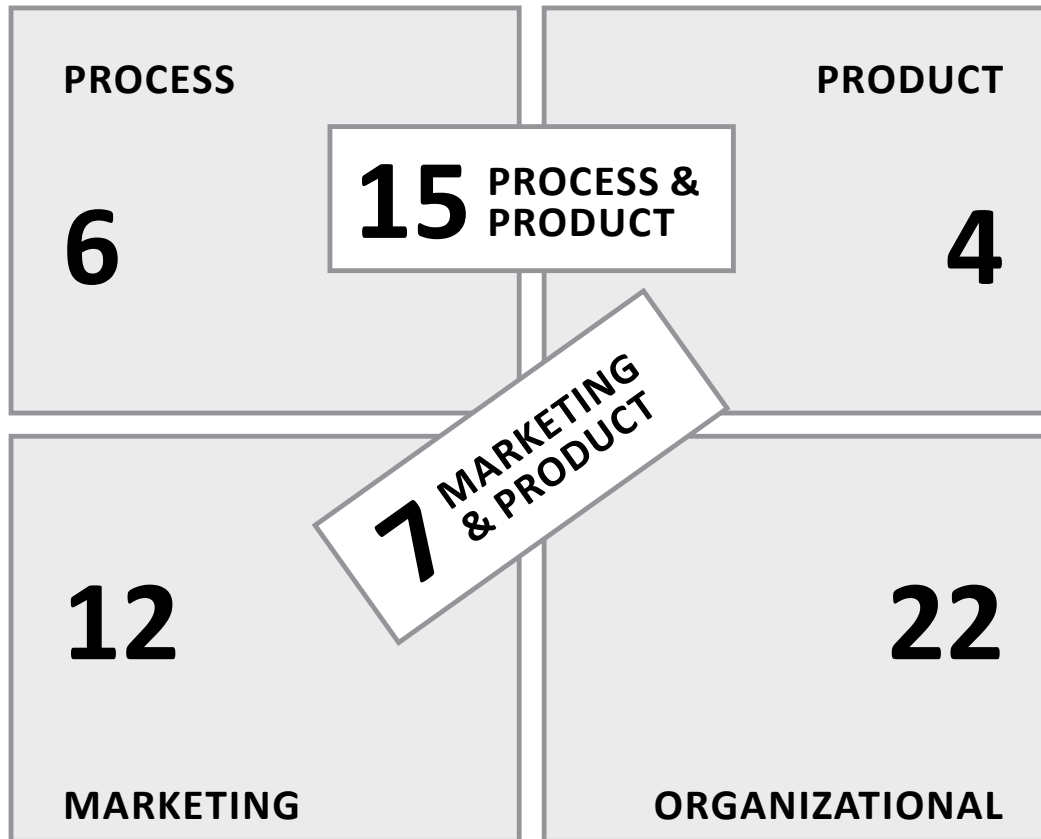 PROCESS
PRODUCT
15 PROCESS &
PRODUCT
6
4
7 MARKETING
& PRODUCT
12
22
MARKETING
ORGANIZATIONAL